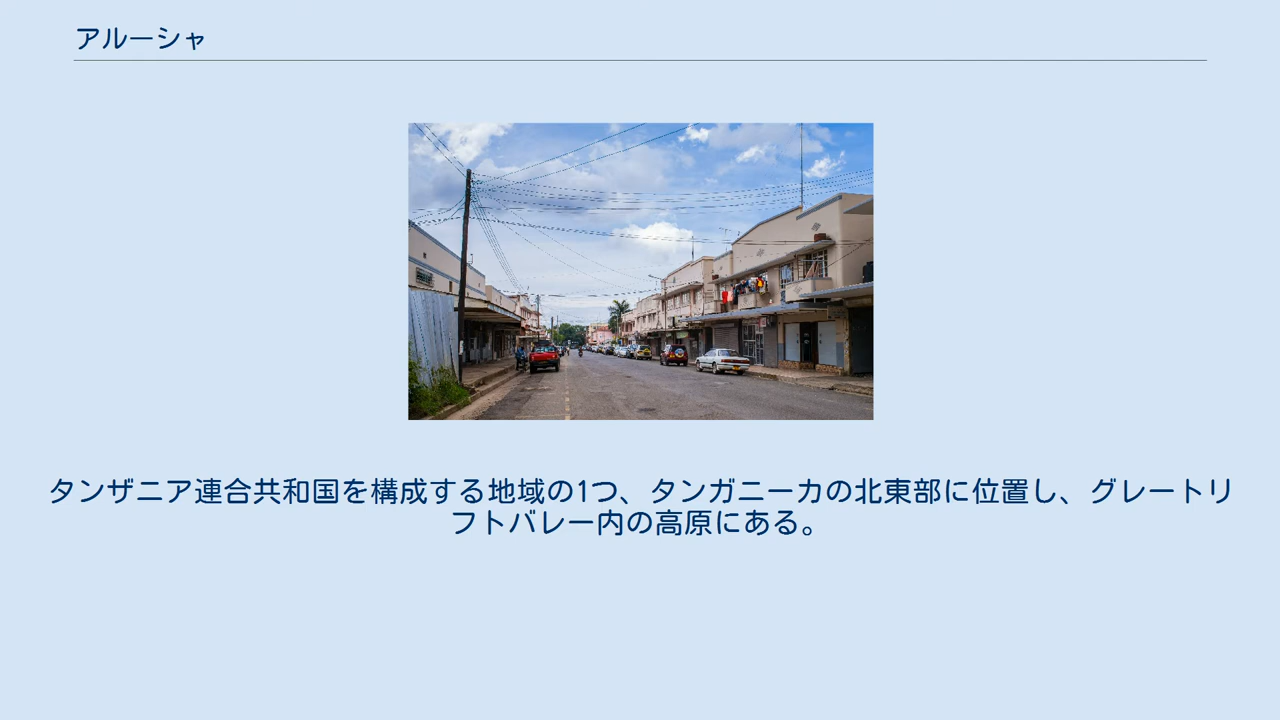 アルーシャ
タンザニア連合共和国を構成する地域の1つ、タンガニーカの北東部に位置し、グレートリ
フトバレー内の高原にある。